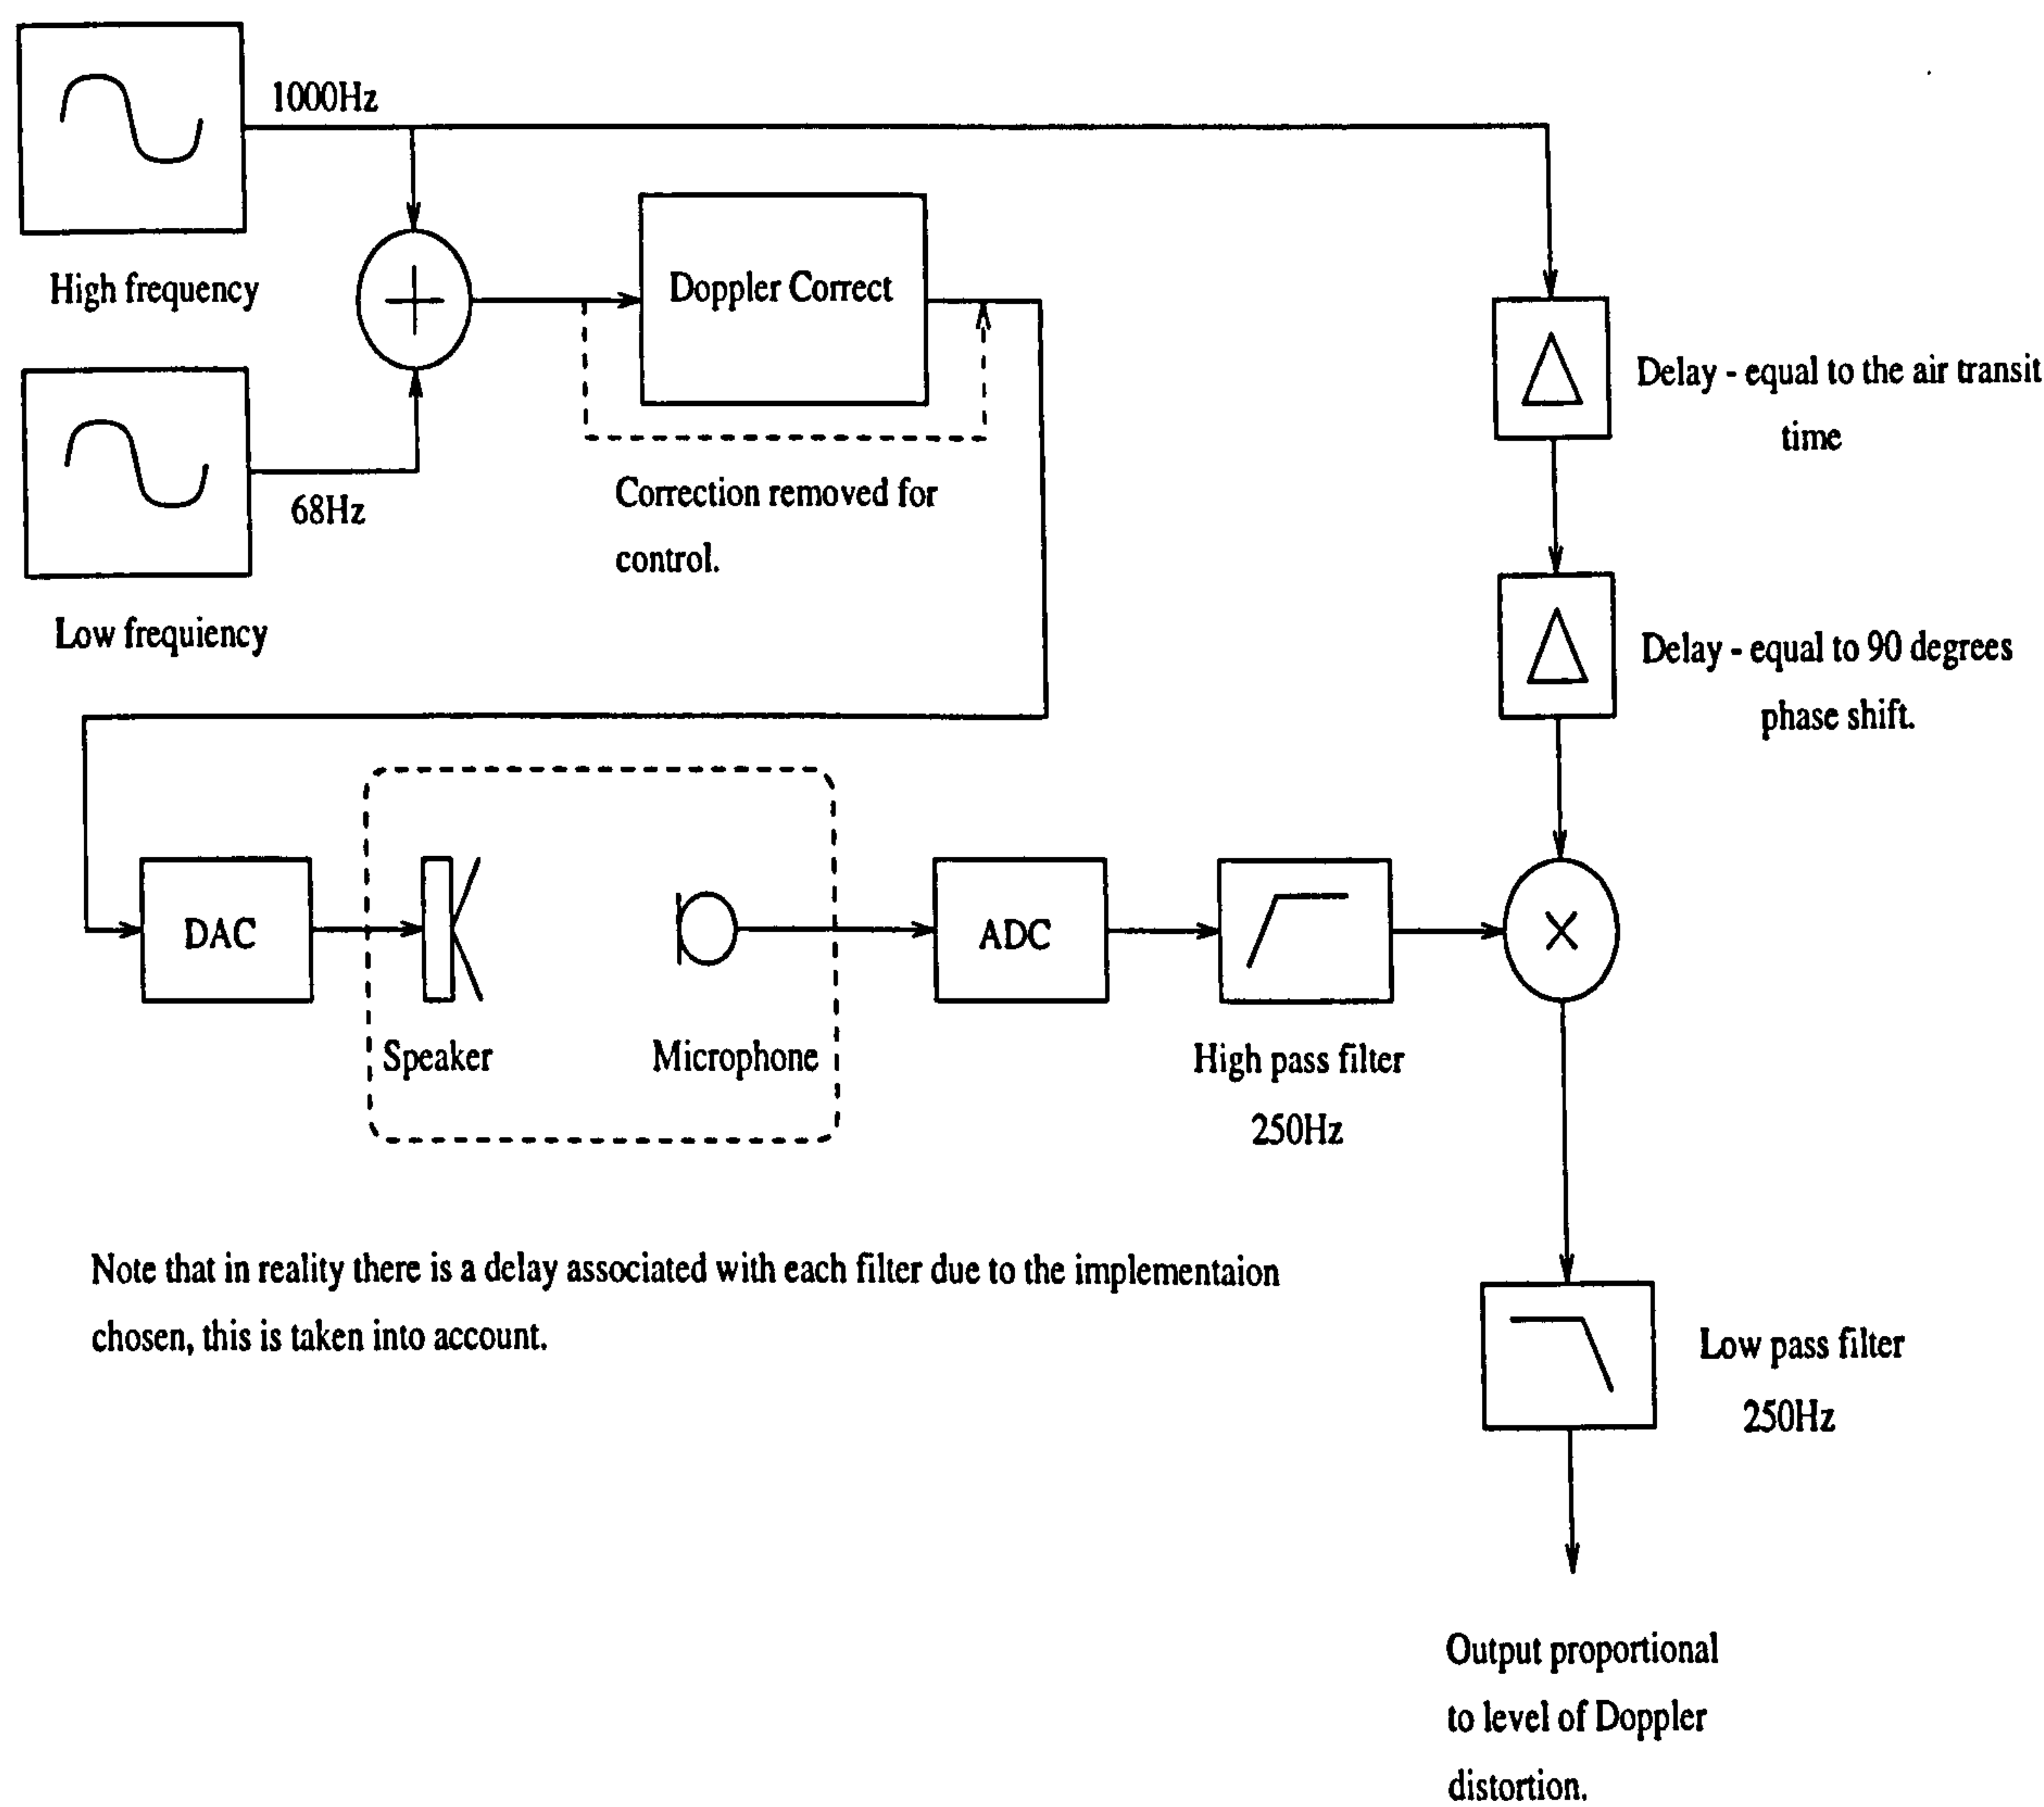 1000Hz
High frequency
Doppler Correct
Delay - equal to the air transit
time
68Hz
Correction removed for
control.
Low frequiency
Delay - equal to 90 degrees
phase shift.
DAC
ADC
Speaker
Microphone
High pass filter
250Hz
Note that in reality there is a delay associated with each filter due to the implementaion
chosen, this is taken into account.
Low pass filter
250Hz
Output proportional
to level of Doppler
distortion.